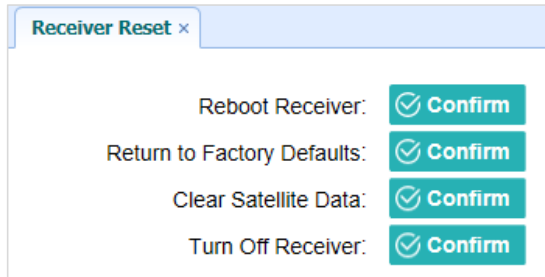 Receiver Reset ×
Reboot Receiver: Confirm
Return to Factory Defaults: Confirm
Clear Satellite Data: Confirm
Turn Off Receiver: Confirm